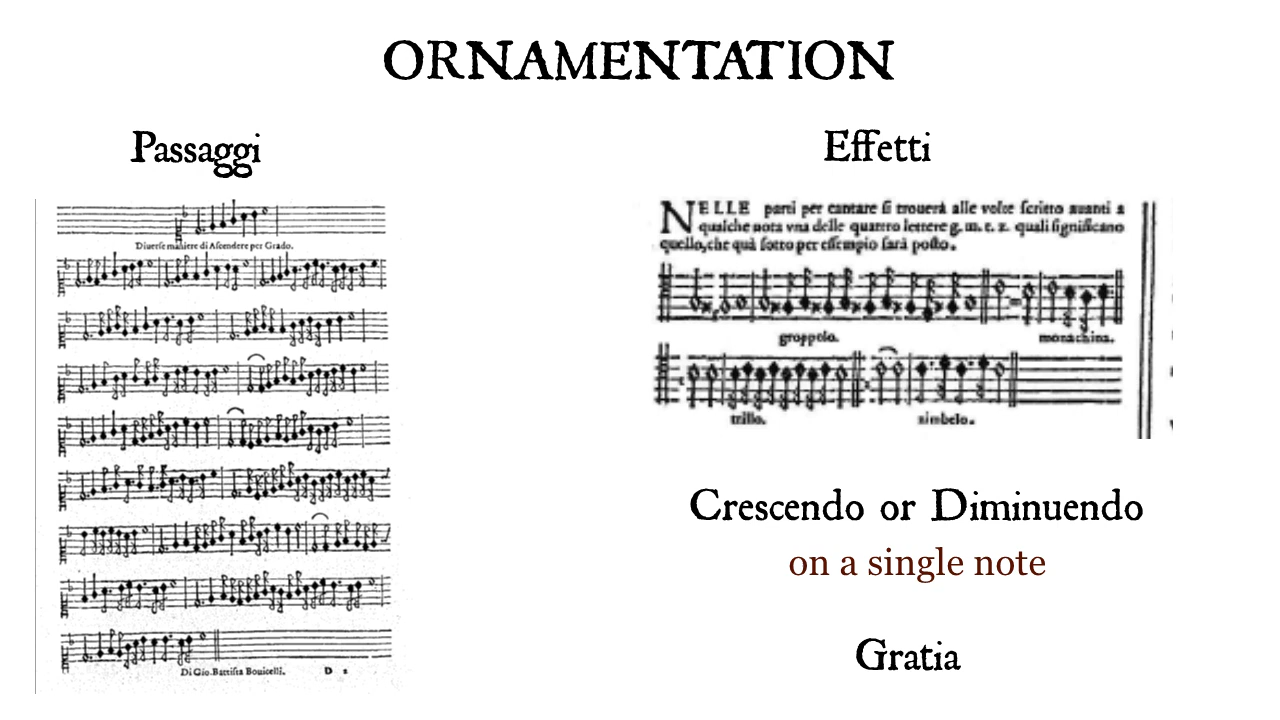 ORNAMENTATION
Passaggi
Diuerse maniere di Ascendere per Grado.
Di Gio. Battista Bouicelli. D 2
Effetti
NELLE parti per cantare si trouerà alle volte scritto auanti a
qualche nota vna delle quattro lettere g. m. t. z. quali significano
quello, che quà sotto per essempio sarà posto.
groppolo. monachina.
trillo. zimbelo.
Crescendo or Diminuendo
on a single note
Gratia